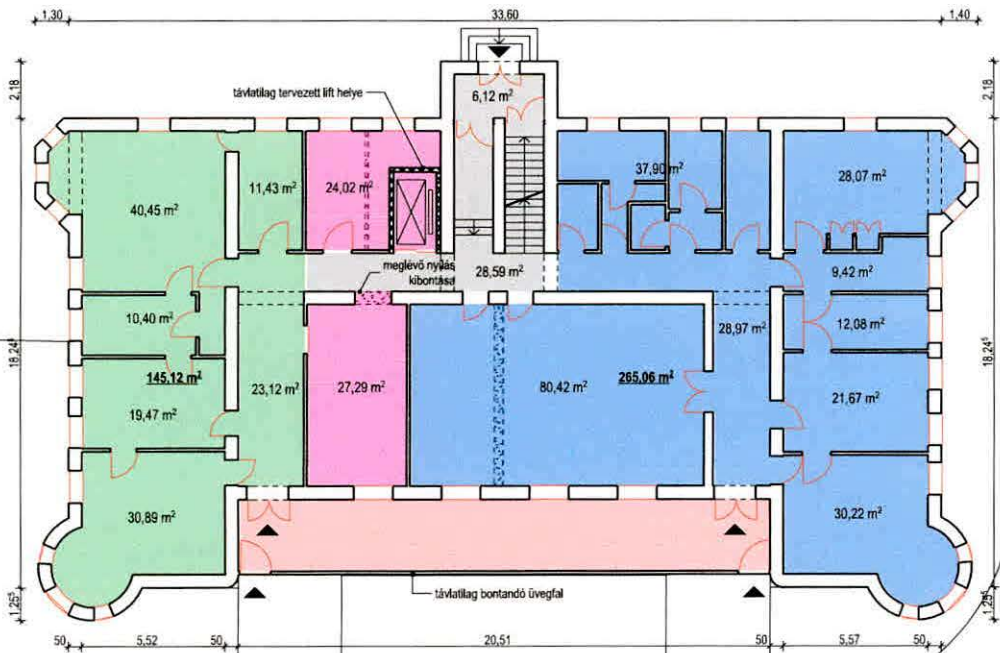 1,30
33,60
1,40
2,18
2,18
távlatilag tervezett lift helye
6,12 m²
11,43 m²
24,02 m²
37,90 m²
28,07 m²
40,45 m²
meglévő nyílás
kibontása
28,59 m²
9,42 m²
10,40 m²
28,97 m²
12,08 m²
18,24⁵
18,24⁵
145,12 m²
23,12 m²
27,29 m²
80,42 m²
265,06 m²
21,67 m²
19,47 m²
30,89 m²
30,22 m²
távlatilag bontandó üvegfal
1,25⁵
1,25⁵
50
5,52
50
20,51
50
5,57
50